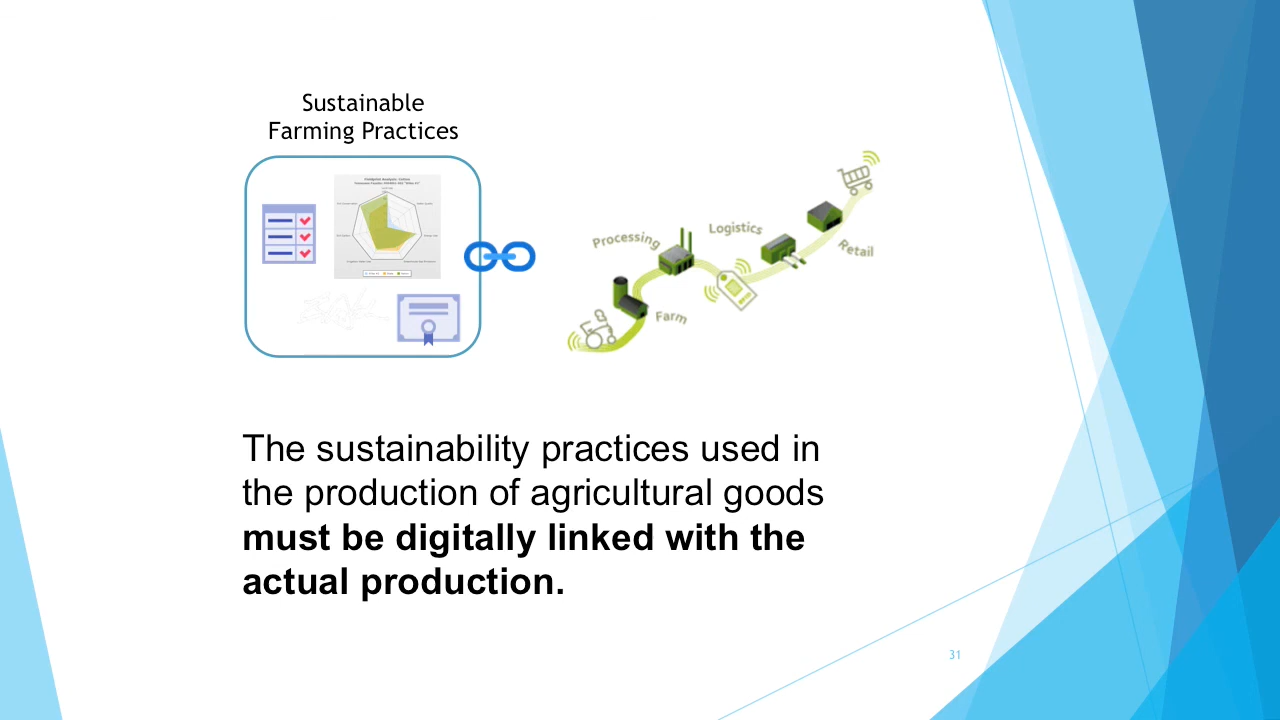 Sustainable
Farming Practices
Processing
Logistics
Retail
Farm
The sustainability practices used in
the production of agricultural goods
must be digitally linked with the
actual production.
31